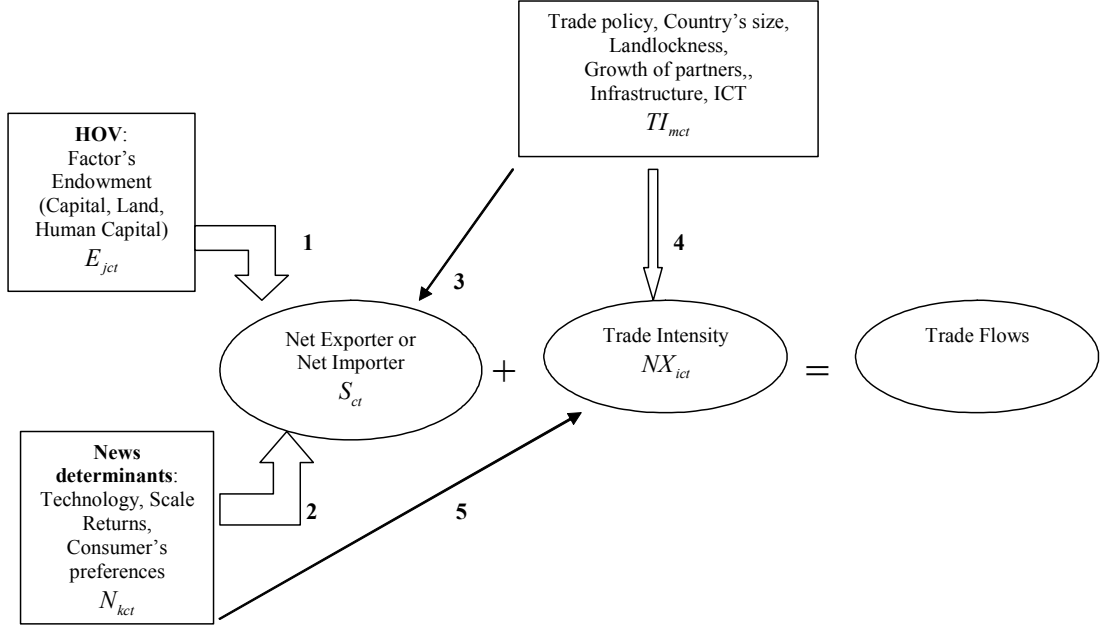 Trade policy, Country's size,
Landlockness,
Growth of partners,,
Infrastructure, ICT
TI_mct
HOV:
Factor's
Endowment
(Capital, Land,
Human Capital)
E_jct
1
3
4
Net Exporter or
Net Importer
S_ct
+
Trade Intensity
NX_ict
=
Trade Flows
News
determinants:
Technology, Scale
Returns,
Consumer's
preferences
N_kct
2
5